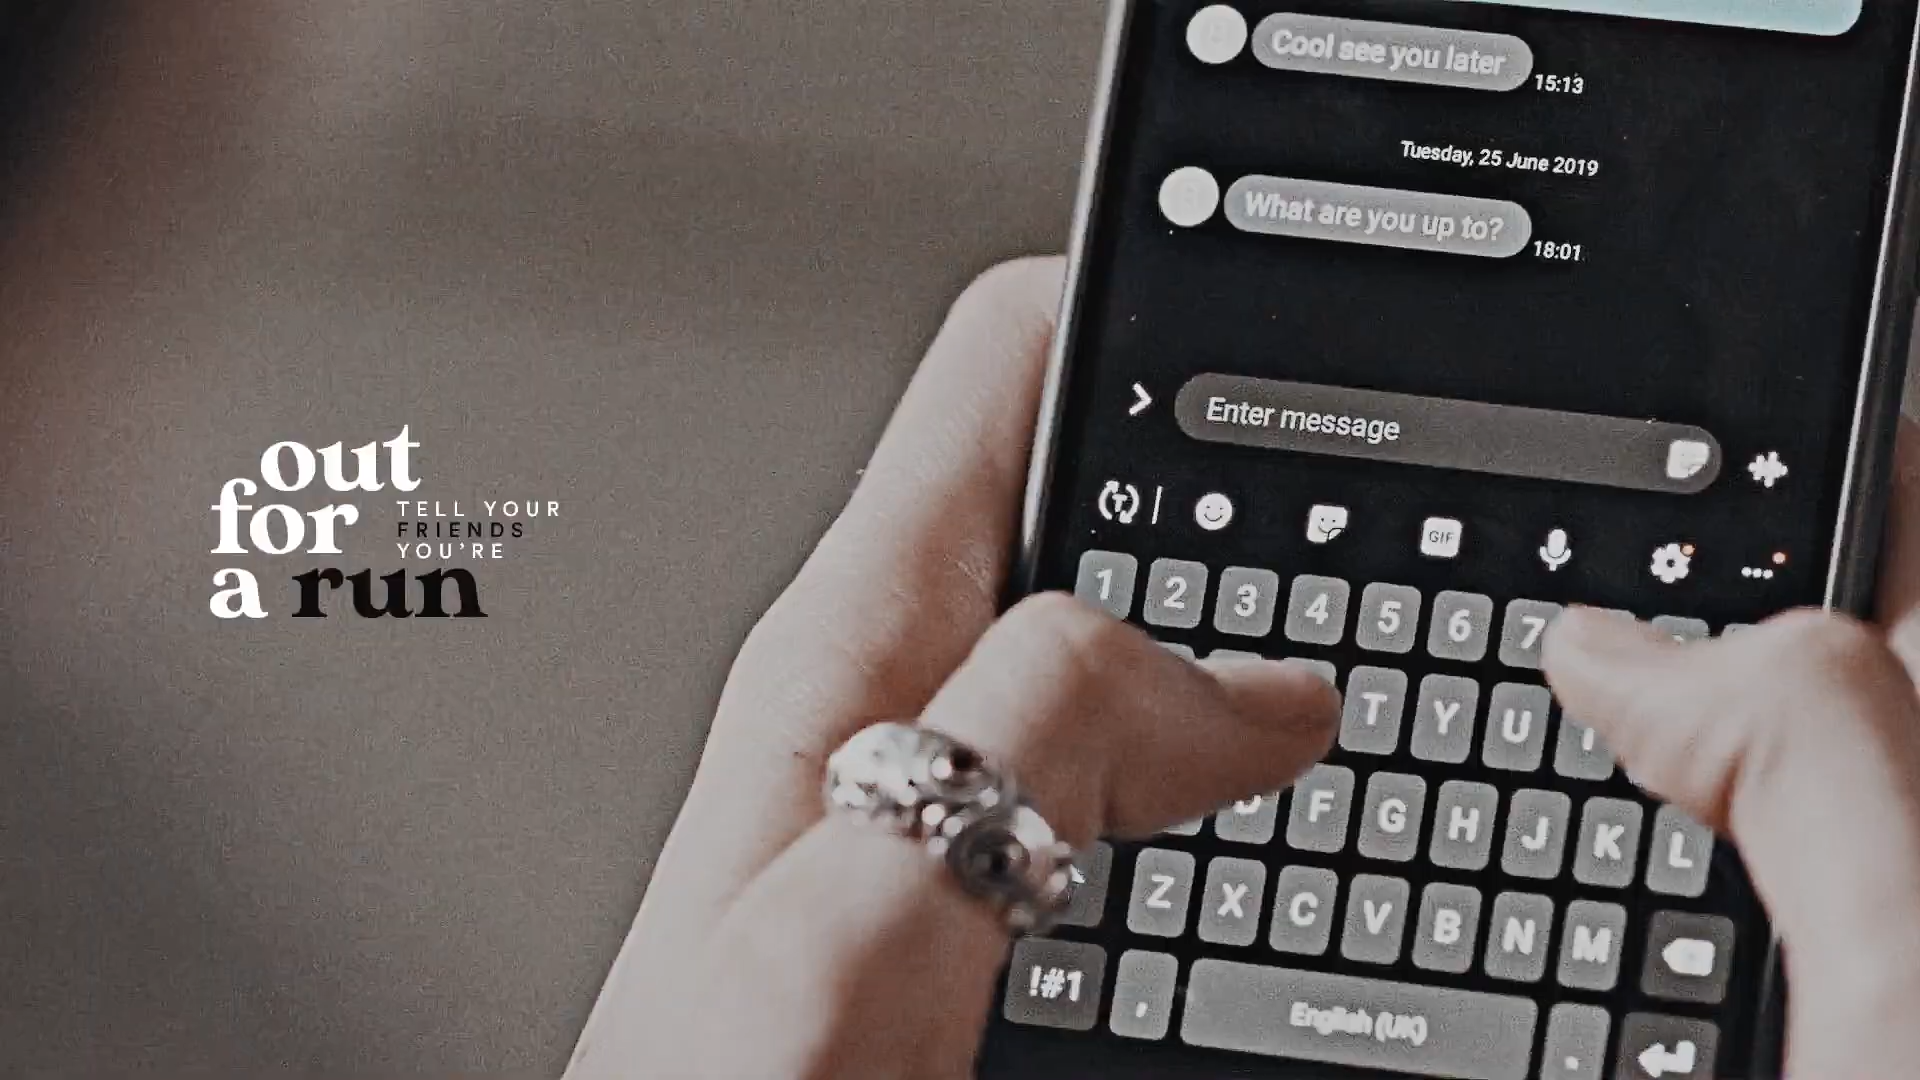 Cool see you later
15:13
Tuesday, 25 June 2019
What are you up to?
18:01
Enter message
out
for
a run
TELL YOUR
FRIENDS
YOU'RE
T
GIF
1 2 3 4 5 6 7
T Y U I
D F G H J K L
Z X C V B N M
!#1 , English (UK) .